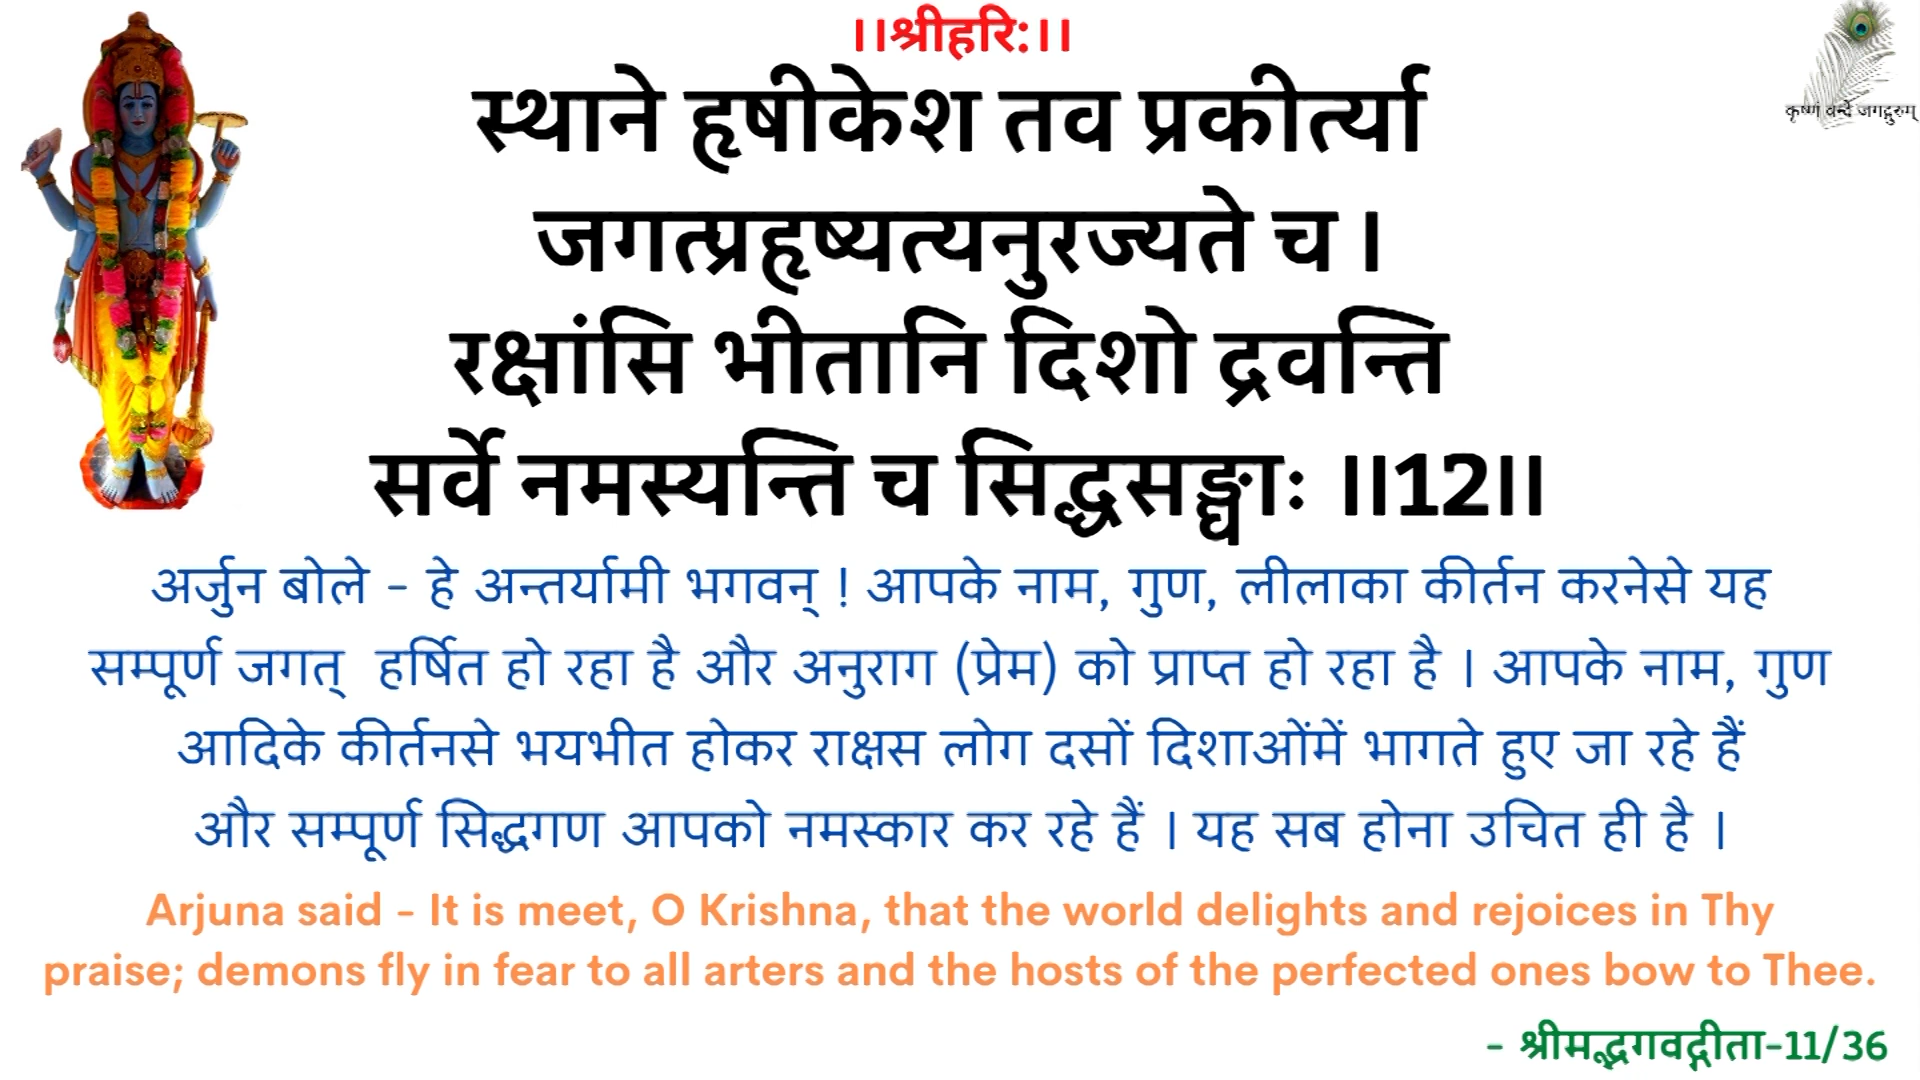 ।।श्रीहरि:।।
कृष्णं वन्दे जगद्गुरुम्
स्थाने हृषीकेश तव प्रकीर्त्या
जगत्प्रहृष्यत्यनुरज्यते च ।
रक्षांसि भीतानि दिशो द्रवन्ति
सर्वे नमस्यन्ति च सिद्धसङ्घाः ॥12॥
अर्जुन बोले - हे अन्तर्यामी भगवन् ! आपके नाम, गुण, लीलाका कीर्तन करनेसे यह
सम्पूर्ण जगत् हर्षित हो रहा है और अनुराग (प्रेम) को प्राप्त हो रहा है । आपके नाम, गुण
आदिके कीर्तनसे भयभीत होकर राक्षस लोग दसों दिशाओंमें भागते हुए जा रहे हैं
और सम्पूर्ण सिद्धगण आपको नमस्कार कर रहे हैं । यह सब होना उचित ही है ।
Arjuna said - It is meet, O Krishna, that the world delights and rejoices in Thy
praise; demons fly in fear to all arters and the hosts of the perfected ones bow to Thee.
- श्रीमद्भगवद्गीता-11/36